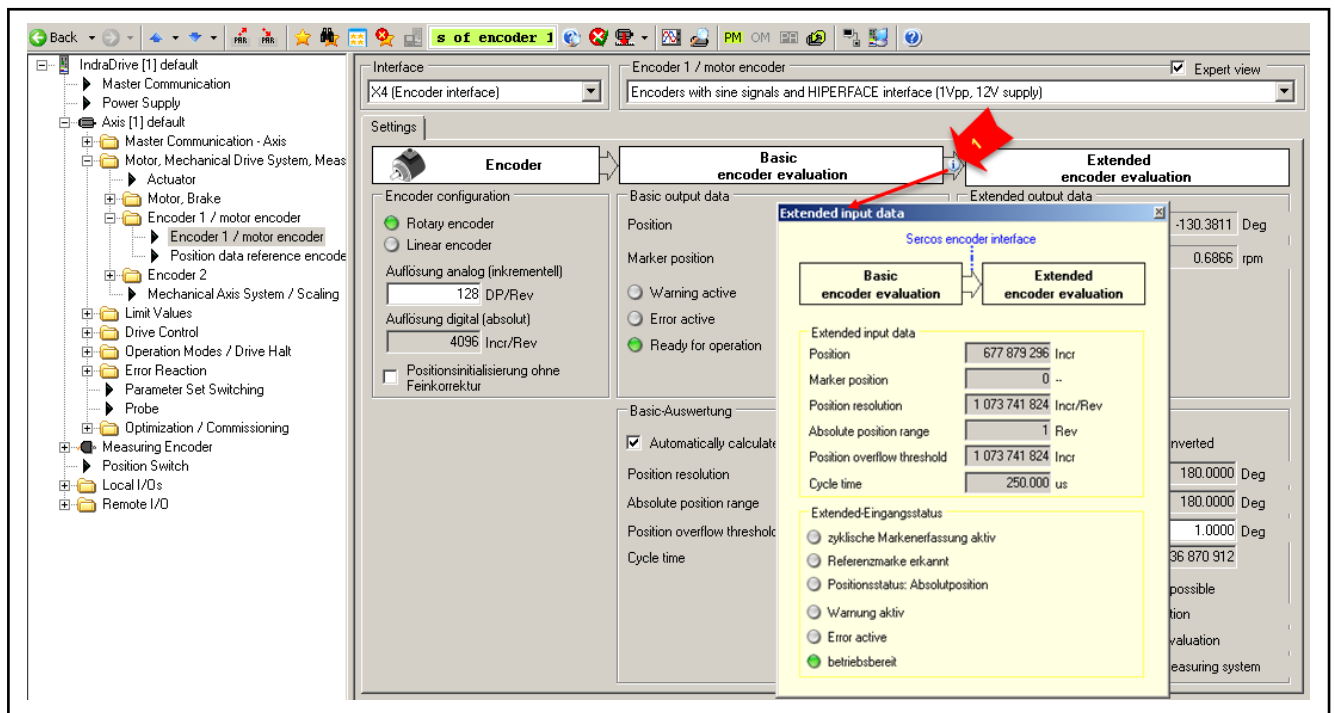 Back
PAR PAR
s of encoder 1
PM OM
IndraDrive [1] default
Master Communication
Power Supply
Axis [1] default
Master Communication - Axis
Motor, Mechanical Drive System, Meas
Actuator
Motor, Brake
Encoder 1 / motor encoder
Encoder 1 / motor encoder
Position data reference encode
Encoder 2
Mechanical Axis System / Scaling
Limit Values
Drive Control
Operation Modes / Drive Halt
Error Reaction
Parameter Set Switching
Probe
Optimization / Commissioning
Measuring Encoder
Position Switch
Local I/Os
Remote I/O
Interface
X4 (Encoder interface)
Encoder 1 / motor encoder
Expert view
Encoders with sine signals and HIPERFACE interface (1Vpp, 12V supply)
Settings
Encoder
Basic
encoder evaluation
1
Extended
encoder evaluation
Encoder configuration
Rotary encoder
Linear encoder
Auflösung analog (inkrementell)
128 DP/Rev
Auflösung digital (absolut)
4096 Incr/Rev
Positionsinitialisierung ohne
Feinkorrektur
Basic output data
Position
Marker position
Warning active
Error active
Ready for operation
Basic-Auswertung
Automatically calculate
Position resolution
Absolute position range
Position overflow threshold
Cycle time
Extended output data
-130.3811 Deg
0.6866 rpm
nverted
180.0000 Deg
180.0000 Deg
1.0000 Deg
36 870 912
possible
tion
valuation
easuring system
Extended input data
Sercos encoder interface
Basic
encoder evaluation
Extended
encoder evaluation
Extended input data
Position 677 879 296 Incr
Marker position 0 --
Position resolution 1 073 741 824 Incr/Rev
Absolute position range 1 Rev
Position overflow threshold 1 073 741 824 Incr
Cycle time 250.000 us
Extended-Eingangsstatus
zyklische Markenerfassung aktiv
Referenzmarke erkannt
Positionsstatus: Absolutposition
Warnung aktiv
Error active
betriebsbereit